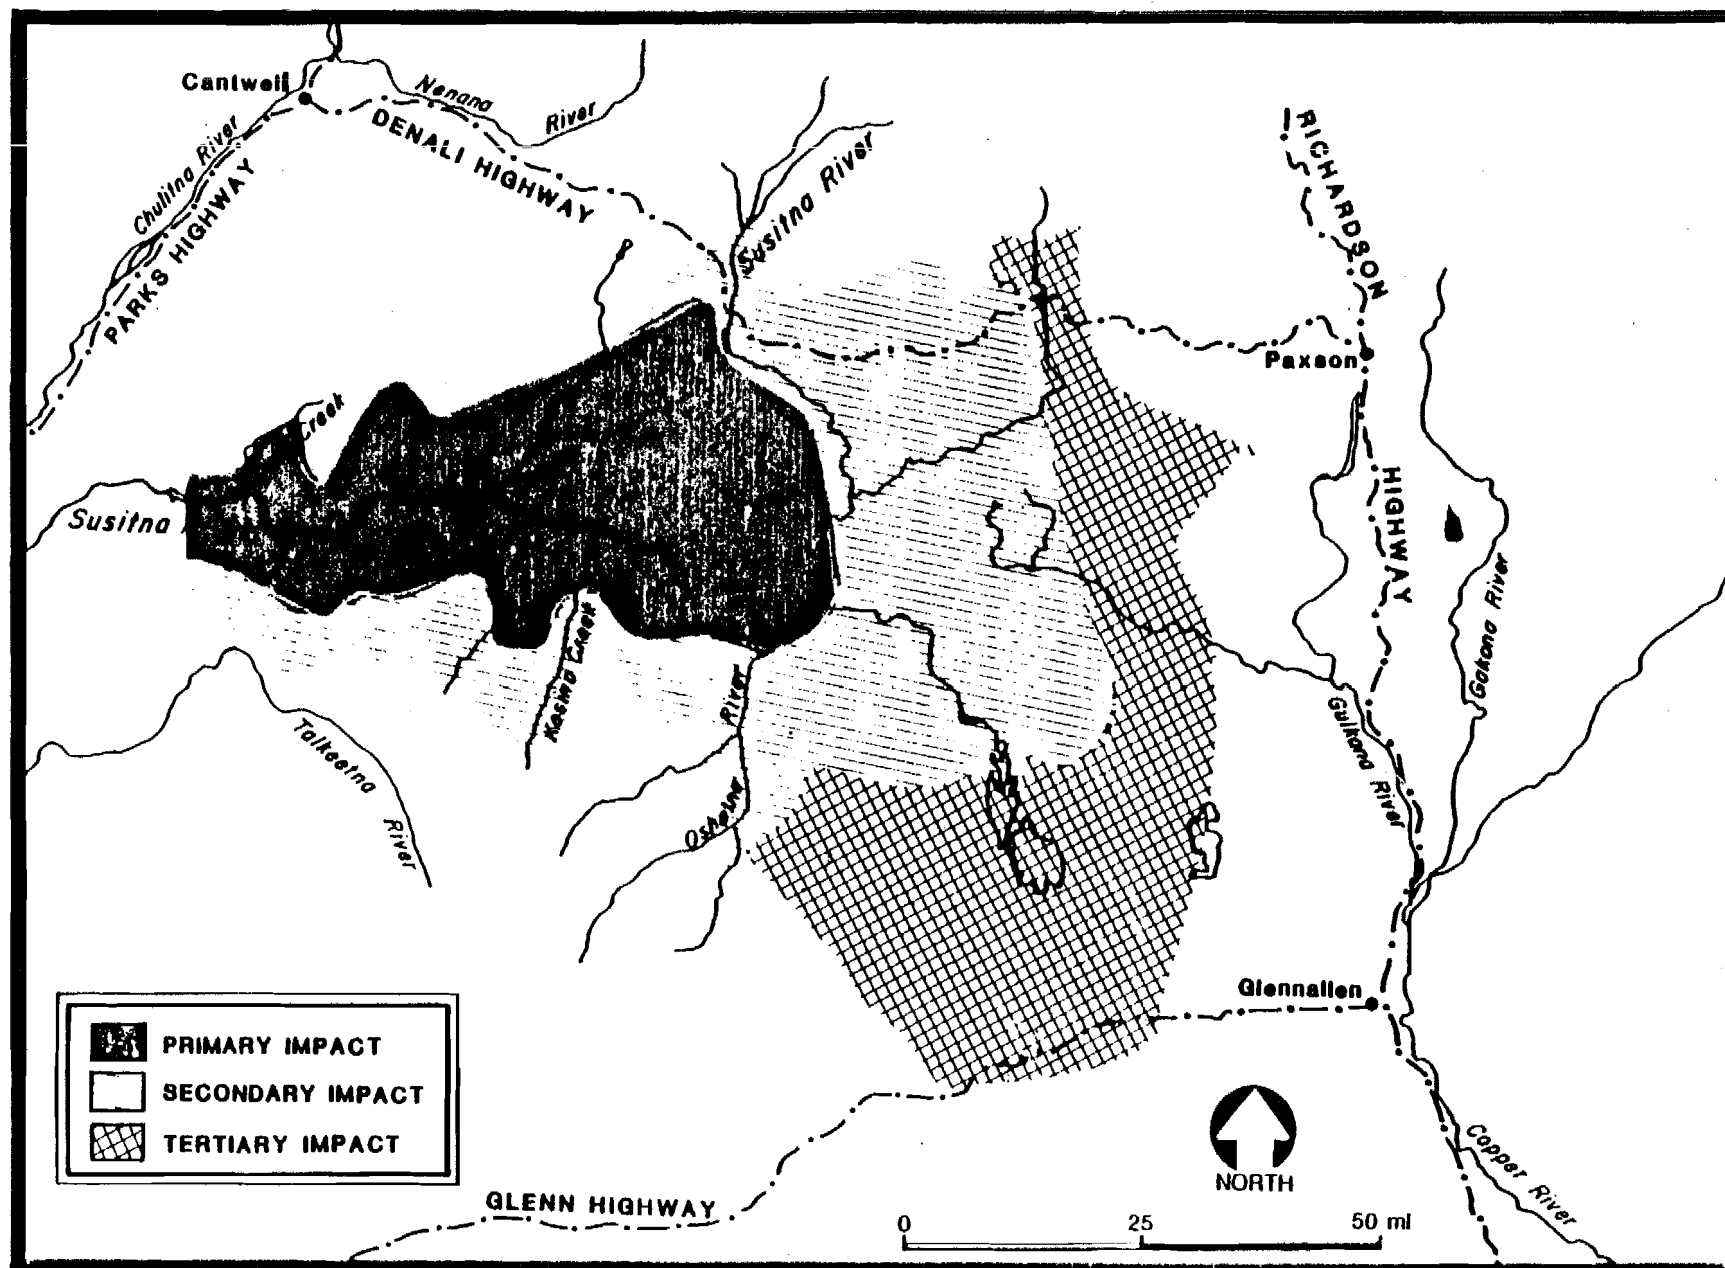 Cantwell
Nenana
River
DENALI HIGHWAY
Chulitna River
PARKS HIGHWAY
Susitna River
RICHARDSON
HIGHWAY
Paxson
Creek
Susitna
Gakona River
Kosina Creek
River
Oshetna
Talkeetna
River
Gulkana River
Glennallen
PRIMARY IMPACT
SECONDARY IMPACT
TERTIARY IMPACT
NORTH
Copper River
GLENN HIGHWAY
0 25 50 mi